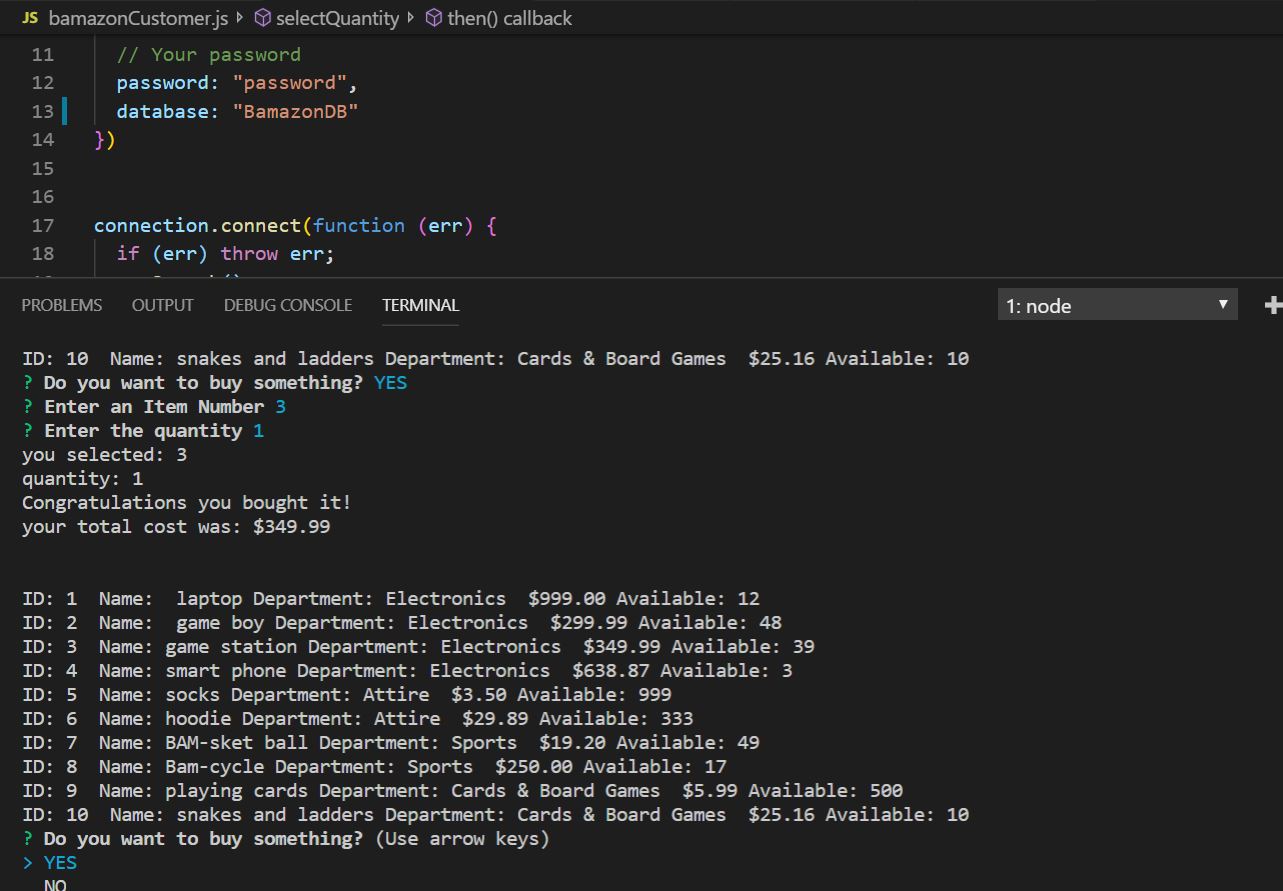 JS bamazonCustomer.js selectQuantity then() callback
11 // Your password
12 password: "password",
13 database: "BamazonDB"
14 })
15
16
17 connection.connect(function (err) {
18 if (err) throw err;
PROBLEMS OUTPUT DEBUG CONSOLE TERMINAL 1: node
ID: 10  Name: snakes and ladders Department: Cards & Board Games  $25.16 Available: 10
? Do you want to buy something? YES
? Enter an Item Number 3
? Enter the quantity 1
you selected: 3
quantity: 1
Congratulations you bought it!
your total cost was: $349.99
ID: 1  Name:  laptop Department: Electronics  $999.00 Available: 12
ID: 2  Name:  game boy Department: Electronics  $299.99 Available: 48
ID: 3  Name: game station Department: Electronics  $349.99 Available: 39
ID: 4  Name: smart phone Department: Electronics  $638.87 Available: 3
ID: 5  Name: socks Department: Attire  $3.50 Available: 999
ID: 6  Name: hoodie Department: Attire  $29.89 Available: 333
ID: 7  Name: BAM-sket ball Department: Sports  $19.20 Available: 49
ID: 8  Name: Bam-cycle Department: Sports  $250.00 Available: 17
ID: 9  Name: playing cards Department: Cards & Board Games  $5.99 Available: 500
ID: 10  Name: snakes and ladders Department: Cards & Board Games  $25.16 Available: 10
? Do you want to buy something? (Use arrow keys)
> YES
NO